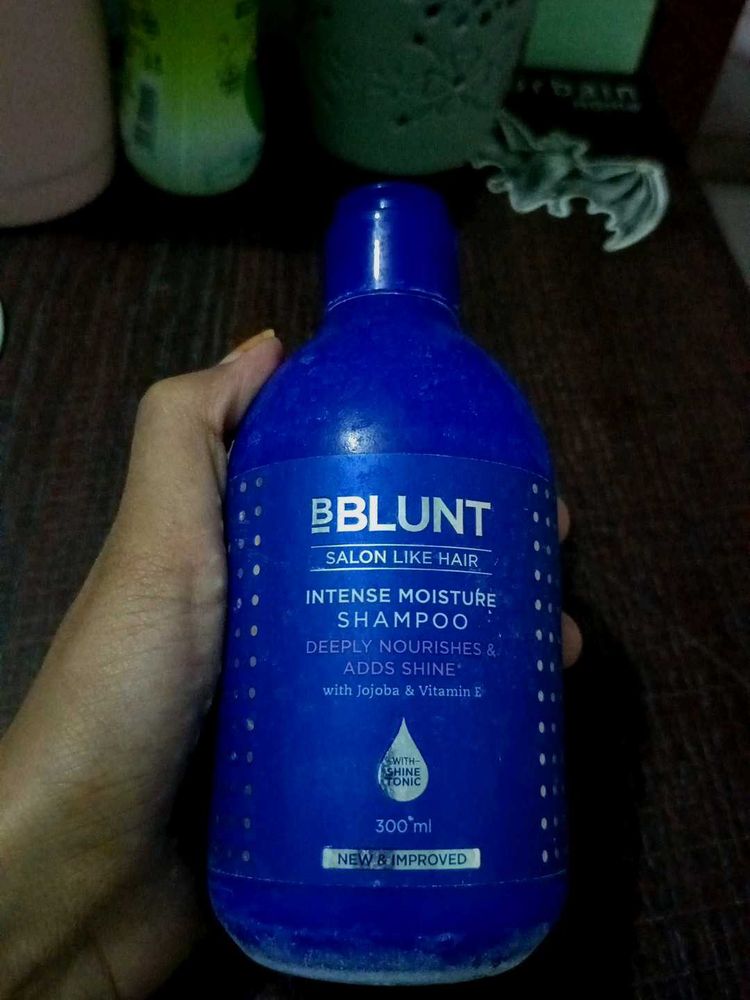 BBLUNT
SALON LIKE HAIR
INTENSE MOISTURE
SHAMPOO
DEEPLY NOURISHES &
ADDS SHINE*
with Jojoba & Vitamin E
-WITH-
SHINE
TONIC
300 ml
NEW & IMPROVED